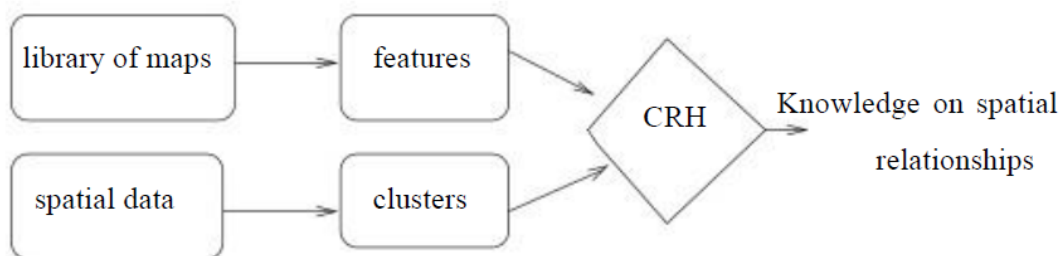 library of maps
features
CRH
Knowledge on spatial
relationships
spatial data
clusters